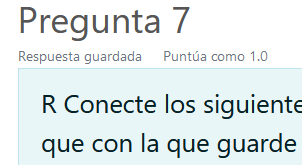 Pregunta 7
Respuesta guardada Puntúa como 1.0
R Conecte los siguiente
que con la que guarde